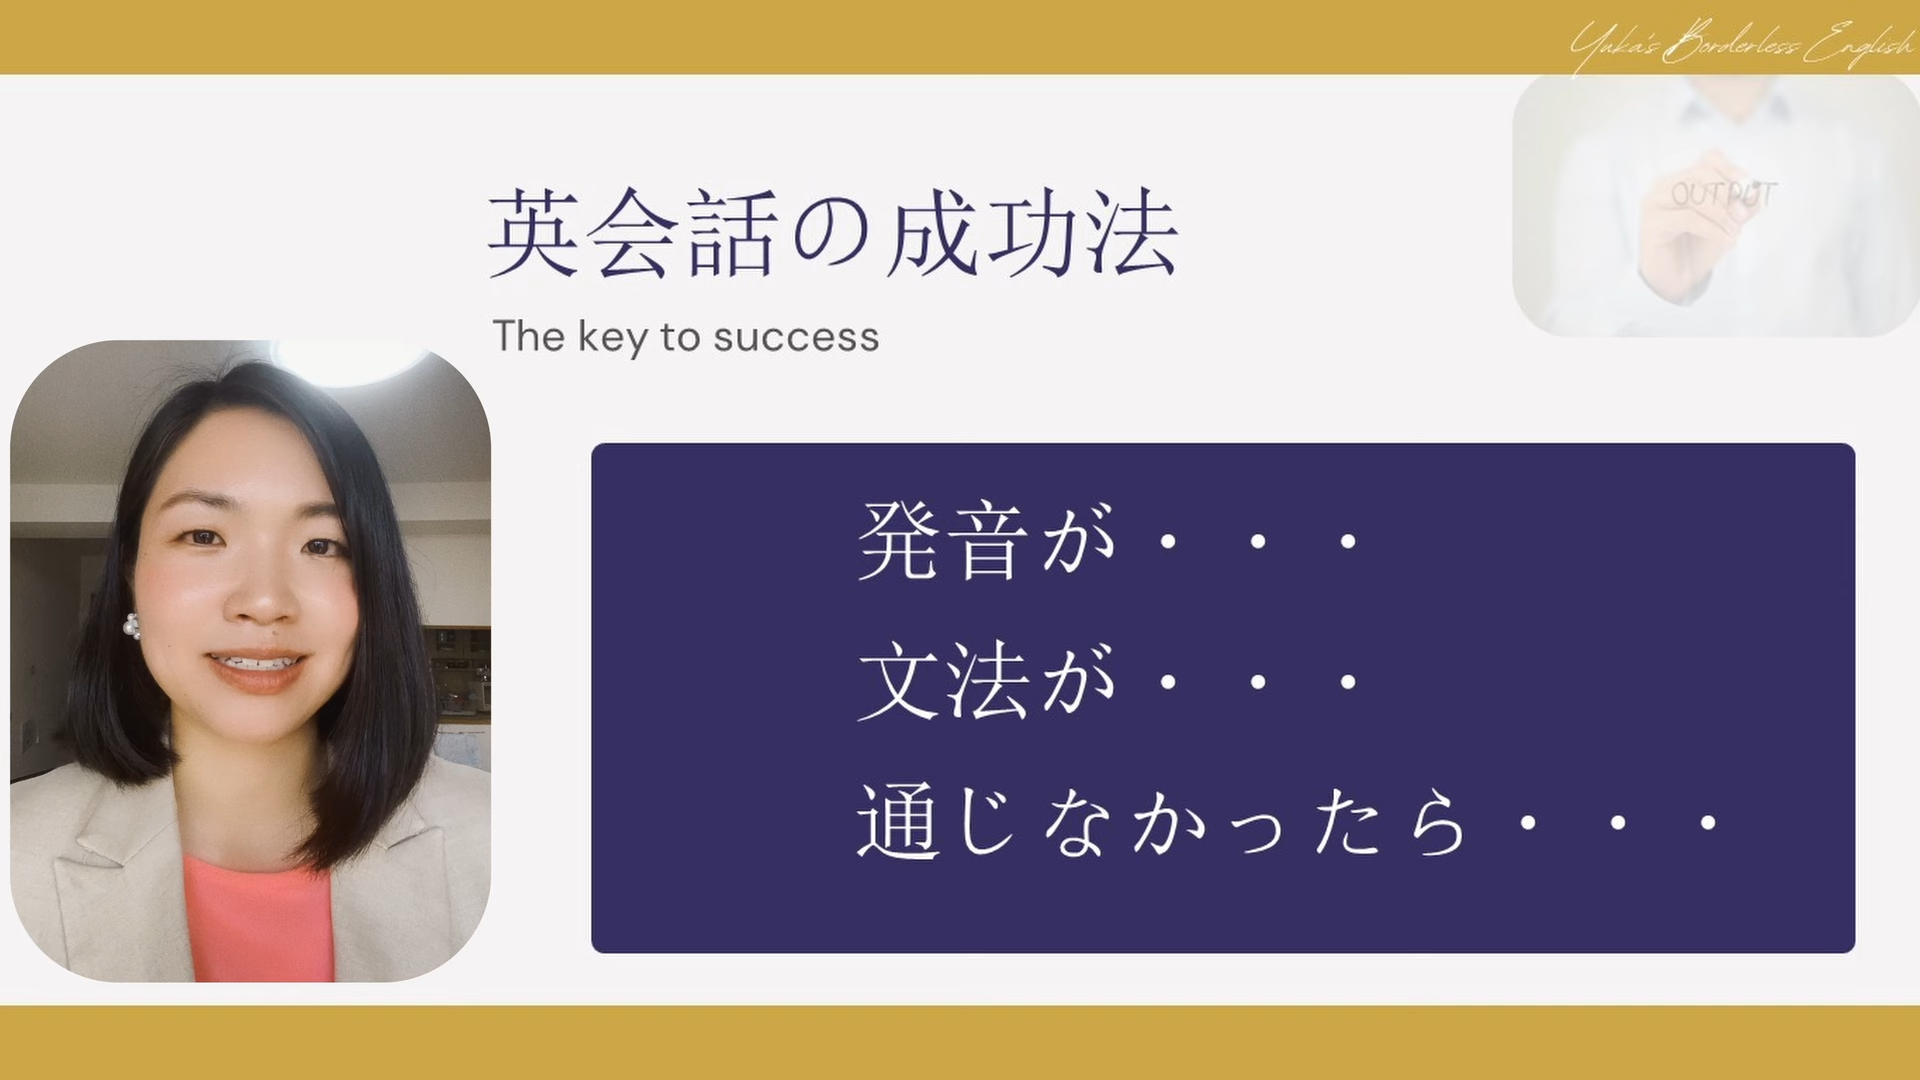 Yuka's Borderless English
OUTPUT
英会話の成功法
The key to success
発音が・・・
文法が・・・
通じなかったら・・・